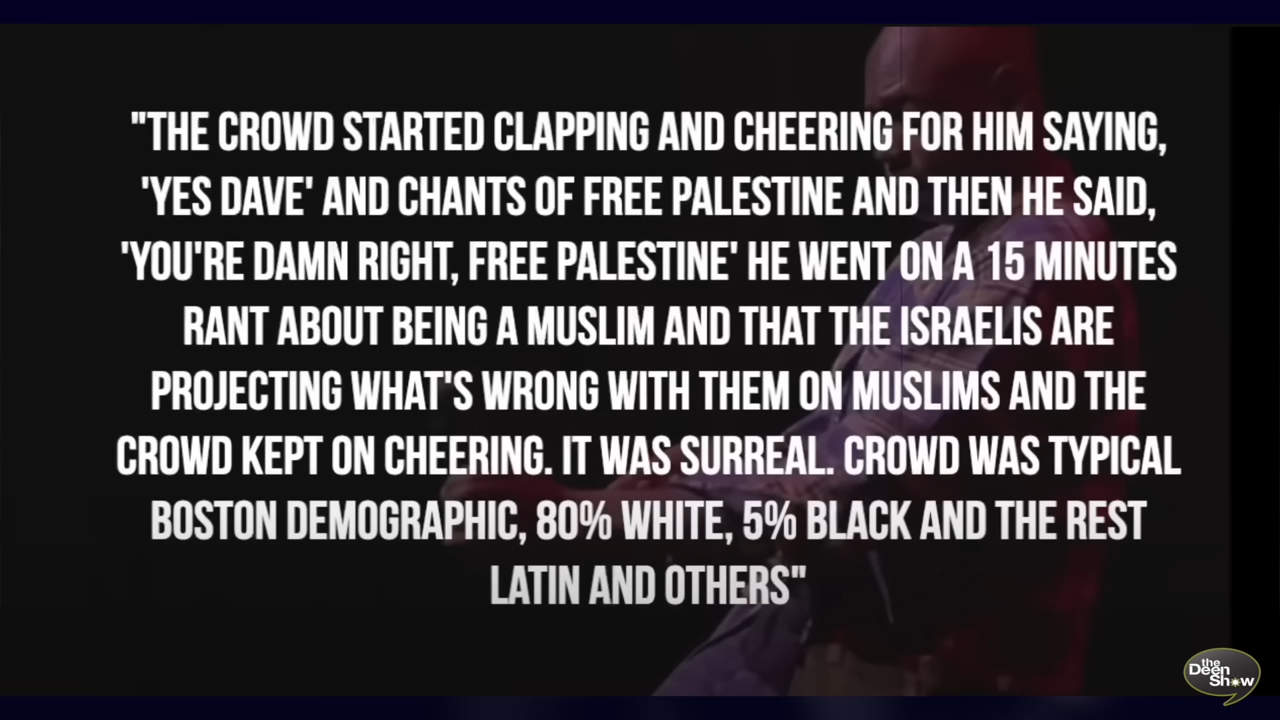 "THE CROWD STARTED CLAPPING AND CHEERING FOR HIM SAYING,
'YES DAVE' AND CHANTS OF FREE PALESTINE AND THEN HE SAID,
'YOU'RE DAMN RIGHT, FREE PALESTINE' HE WENT ON A 15 MINUTES
RANT ABOUT BEING A MUSLIM AND THAT THE ISRAELIS ARE
PROJECTING WHAT'S WRONG WITH THEM ON MUSLIMS AND THE
CROWD KEPT ON CHEERING. IT WAS SURREAL. CROWD WAS TYPICAL
BOSTON DEMOGRAPHIC, 80% WHITE, 5% BLACK AND THE REST
LATIN AND OTHERS"
the
Deen
Show